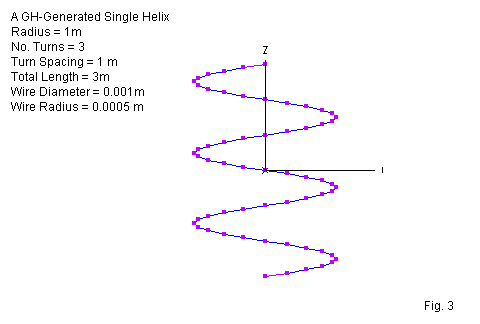 A GH-Generated Single Helix
Radius = 1m
No. Turns = 3
Turn Spacing = 1 m
Total Length = 3m
Wire Diameter = 0.001m
Wire Radius = 0.0005 m
Z
Fig. 3